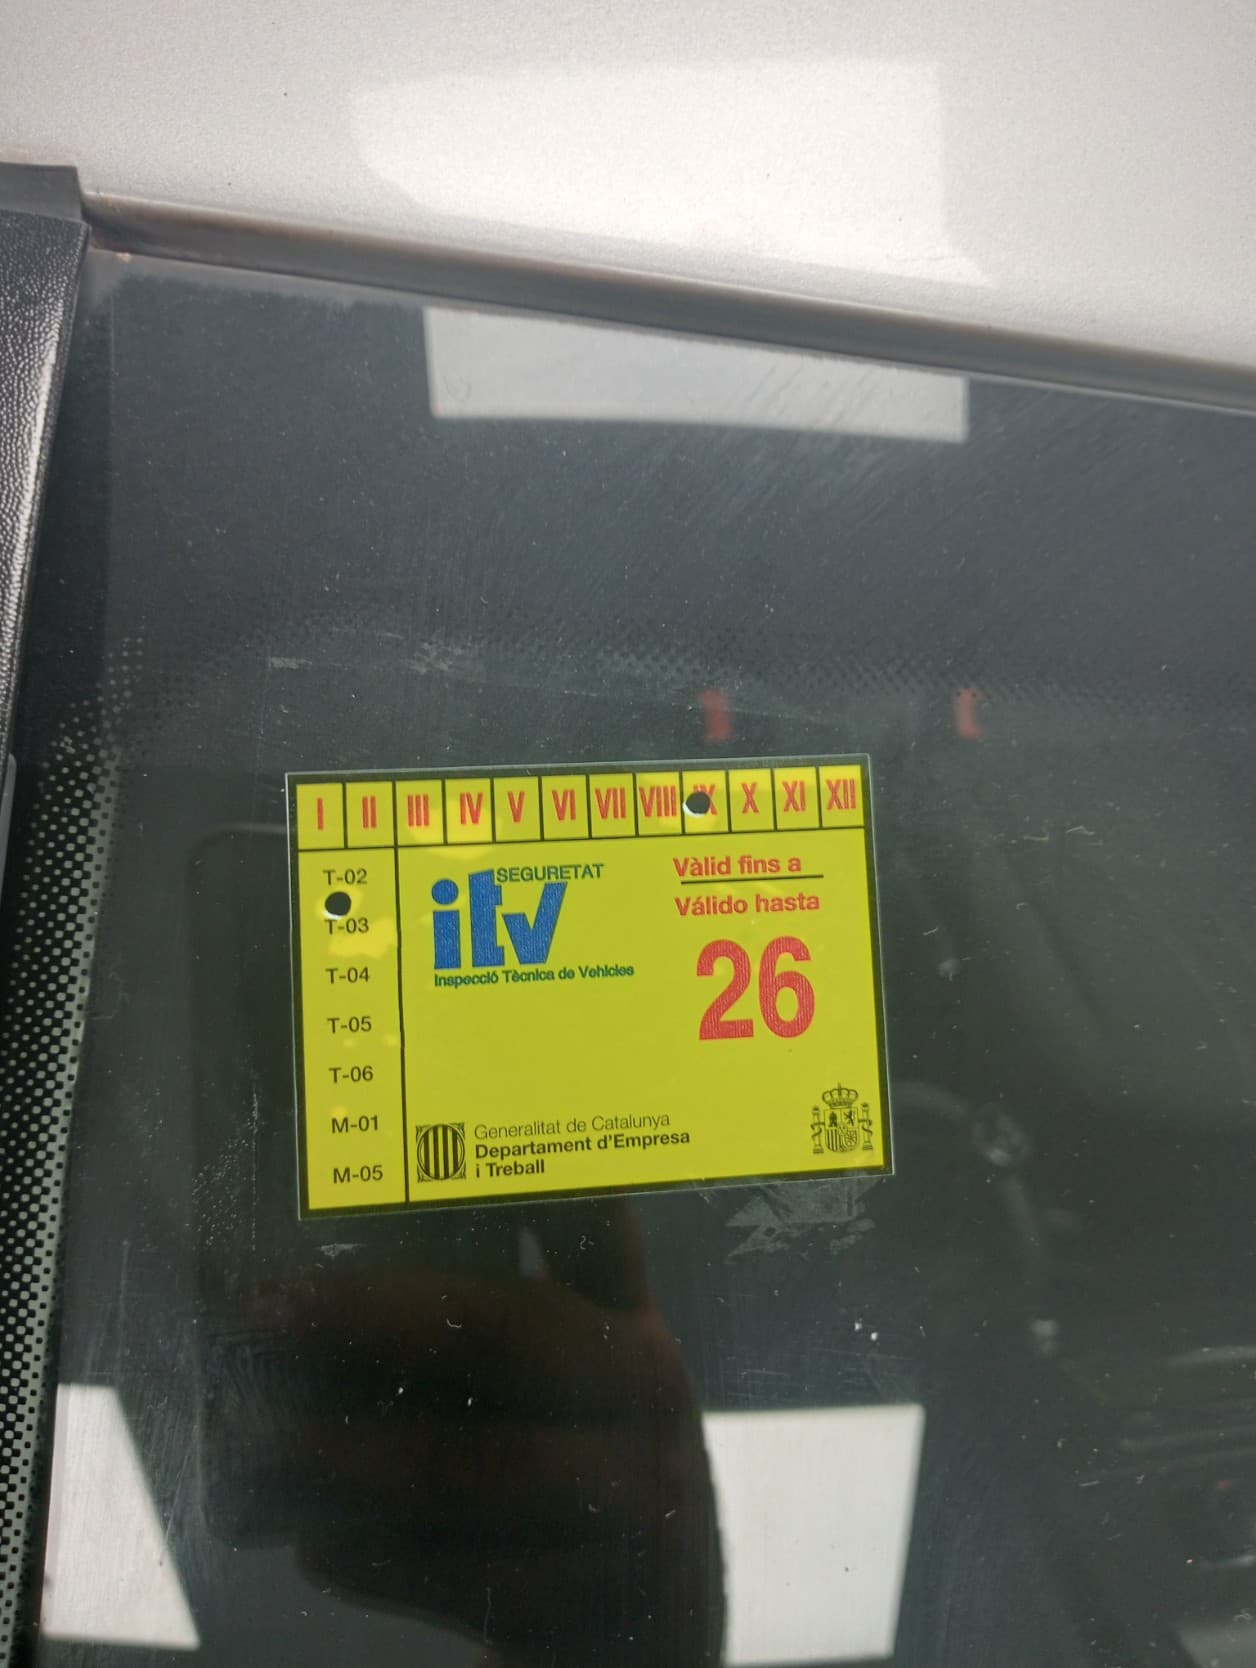 I II III IV V VI VII VIII IX X XI XII
T-02
T-03
T-04
T-05
T-06
M-01
M-05
SEGURETAT
itv
Inspecció Tècnica de Vehicles
Vàlid fins a
Válido hasta
26
Generalitat de Catalunya
Departament d'Empresa
i Treball